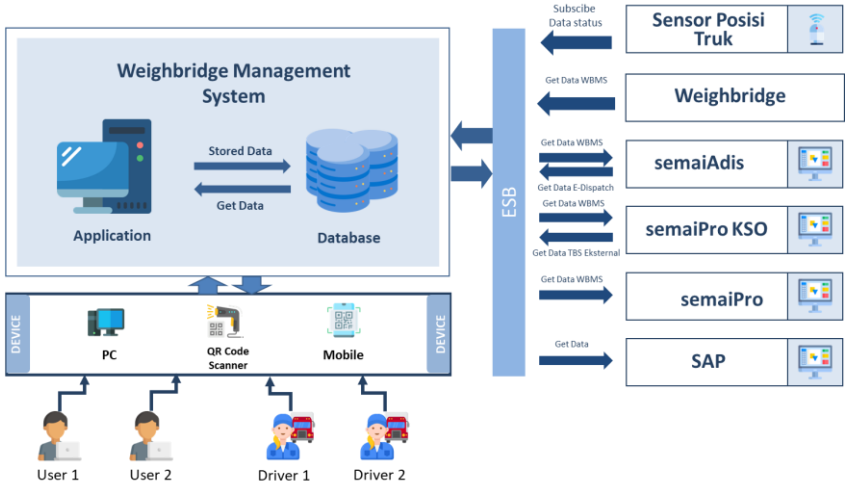 Weighbridge Management
System
Stored Data
Get Data
Application
Database
DEVICE
PC
QR Code
Scanner
Mobile
DEVICE
User 1
User 2
Driver 1
Driver 2
ESB
Subscibe
Data status
Sensor Posisi
Truk
Get Data WBMS
Weighbridge
Get Data WBMS
semaiAdis
Get Data E-Dispatch
Get Data WBMS
semaiPro KSO
Get Data TBS Eksternal
Get Data WBMS
semaiPro
Get Data
SAP